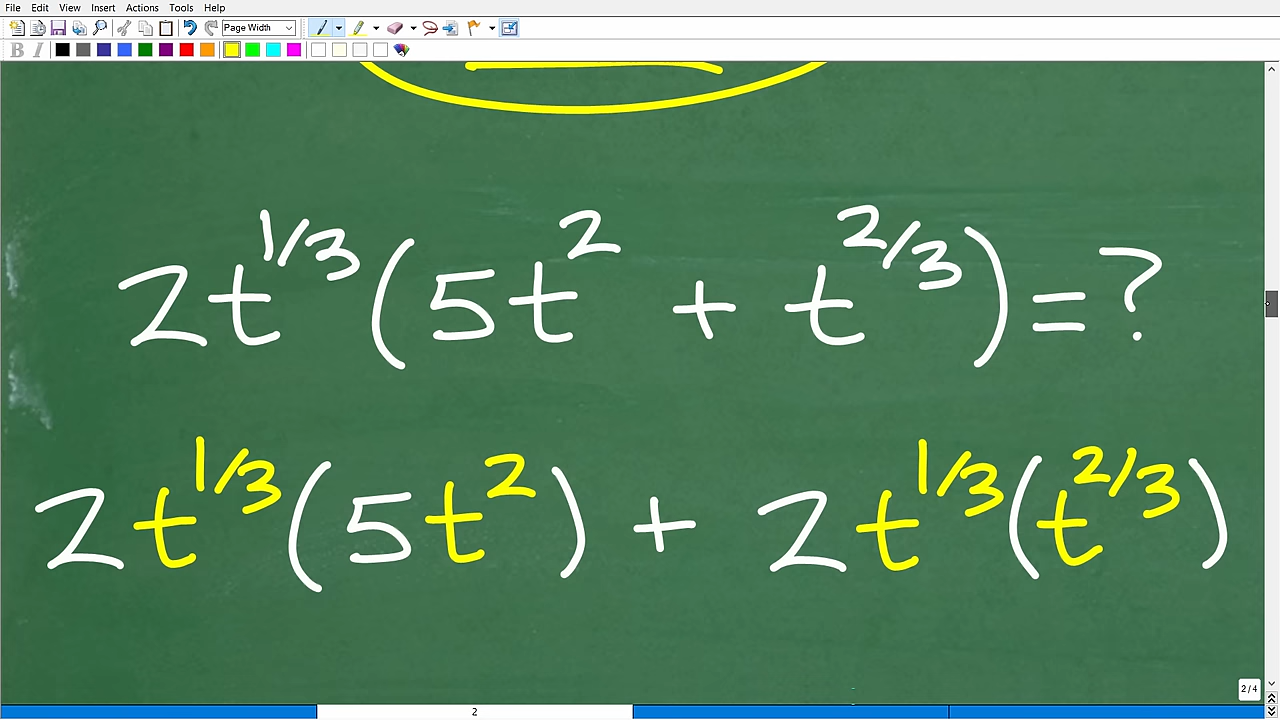 File Edit View Insert Actions Tools Help
Page Width
B I
2t^1/3(5t^2 + t^2/3)=?
2t^1/3(5t^2) + 2t^1/3(t^2/3)
2/4
2